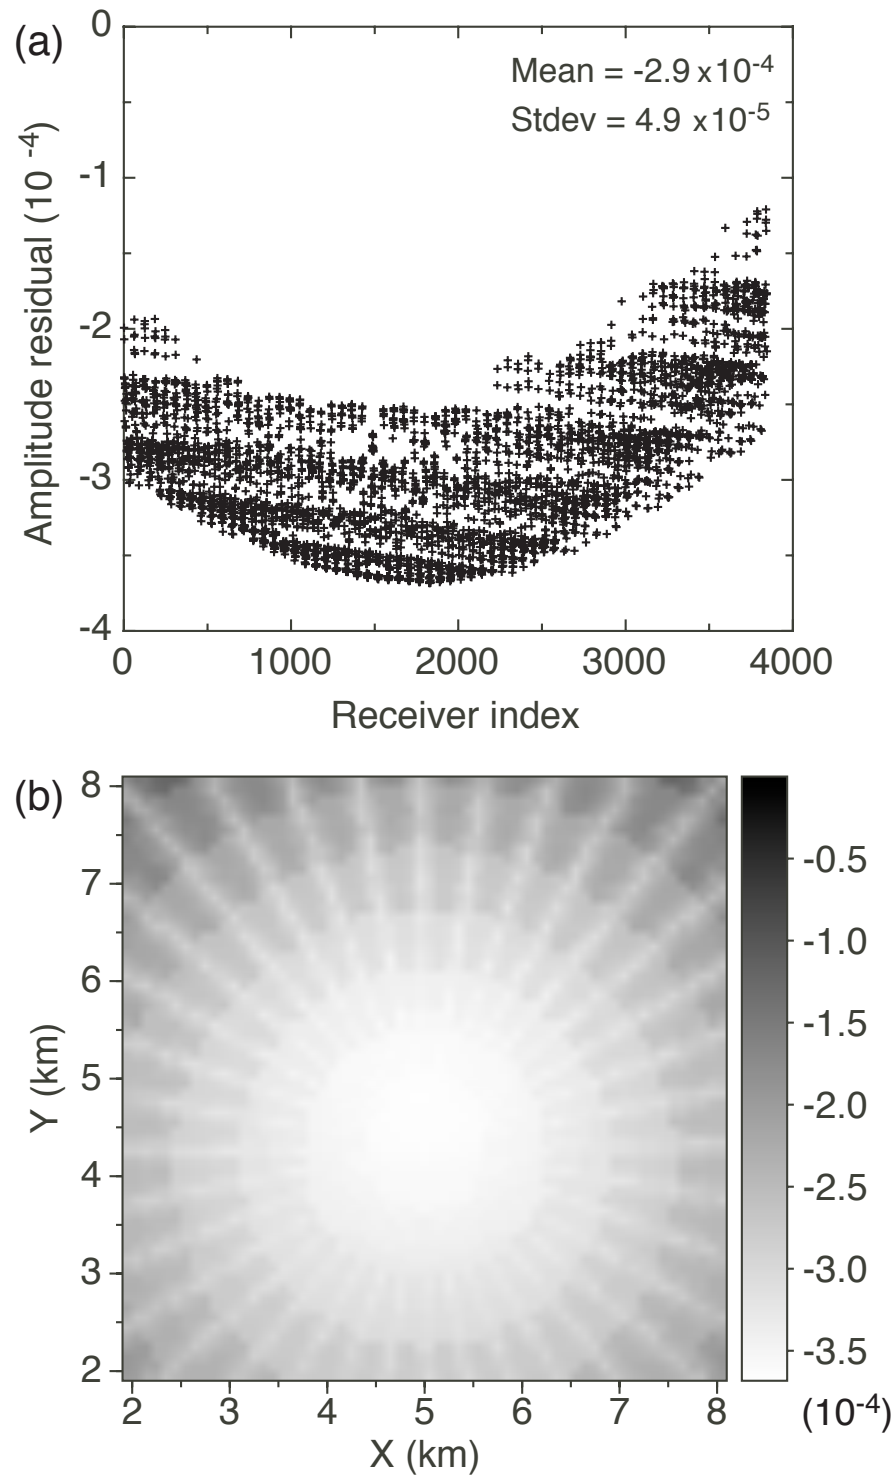 (a)
0
-1
-2
-3
-4
Amplitude residual (10 -4)
Mean = -2.9 x10-4
Stdev = 4.9 x10-5
0 1000 2000 3000 4000
Receiver index
(b)
8
7
6
5
4
3
2
Y (km)
2 3 4 5 6 7 8
X (km)
-0.5
-1.0
-1.5
-2.0
-2.5
-3.0
-3.5
(10-4)